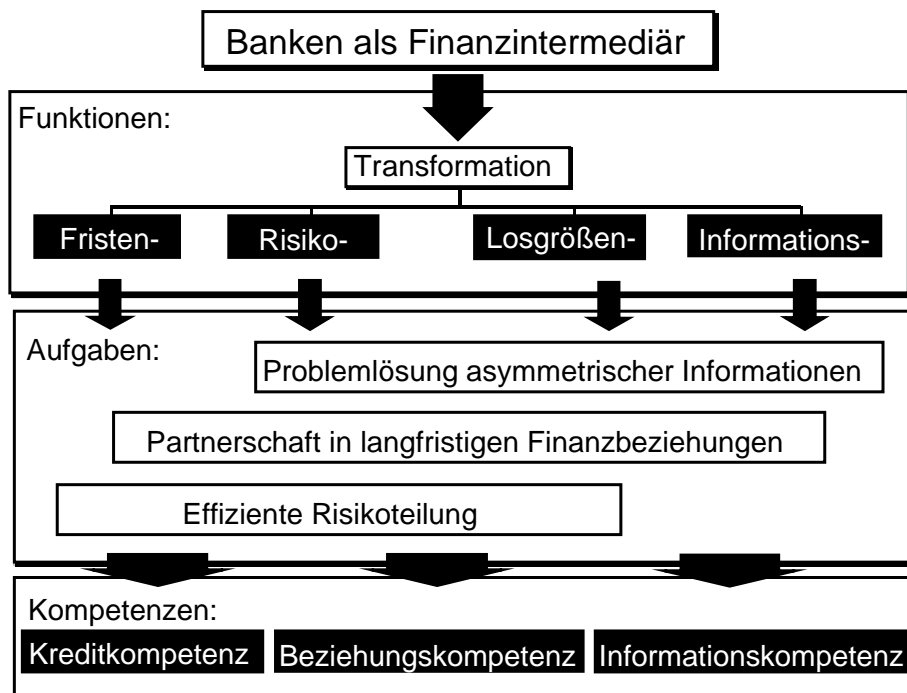 Banken als Finanzintermediär
Funktionen:
Transformation
Fristen-
Risiko-
Losgrößen-
Informations-
Aufgaben:
Problemlösung asymmetrischer Informationen
Partnerschaft in langfristigen Finanzbeziehungen
Effiziente Risikoteilung
Kompetenzen:
Kreditkompetenz
Beziehungskompetenz
Informationskompetenz